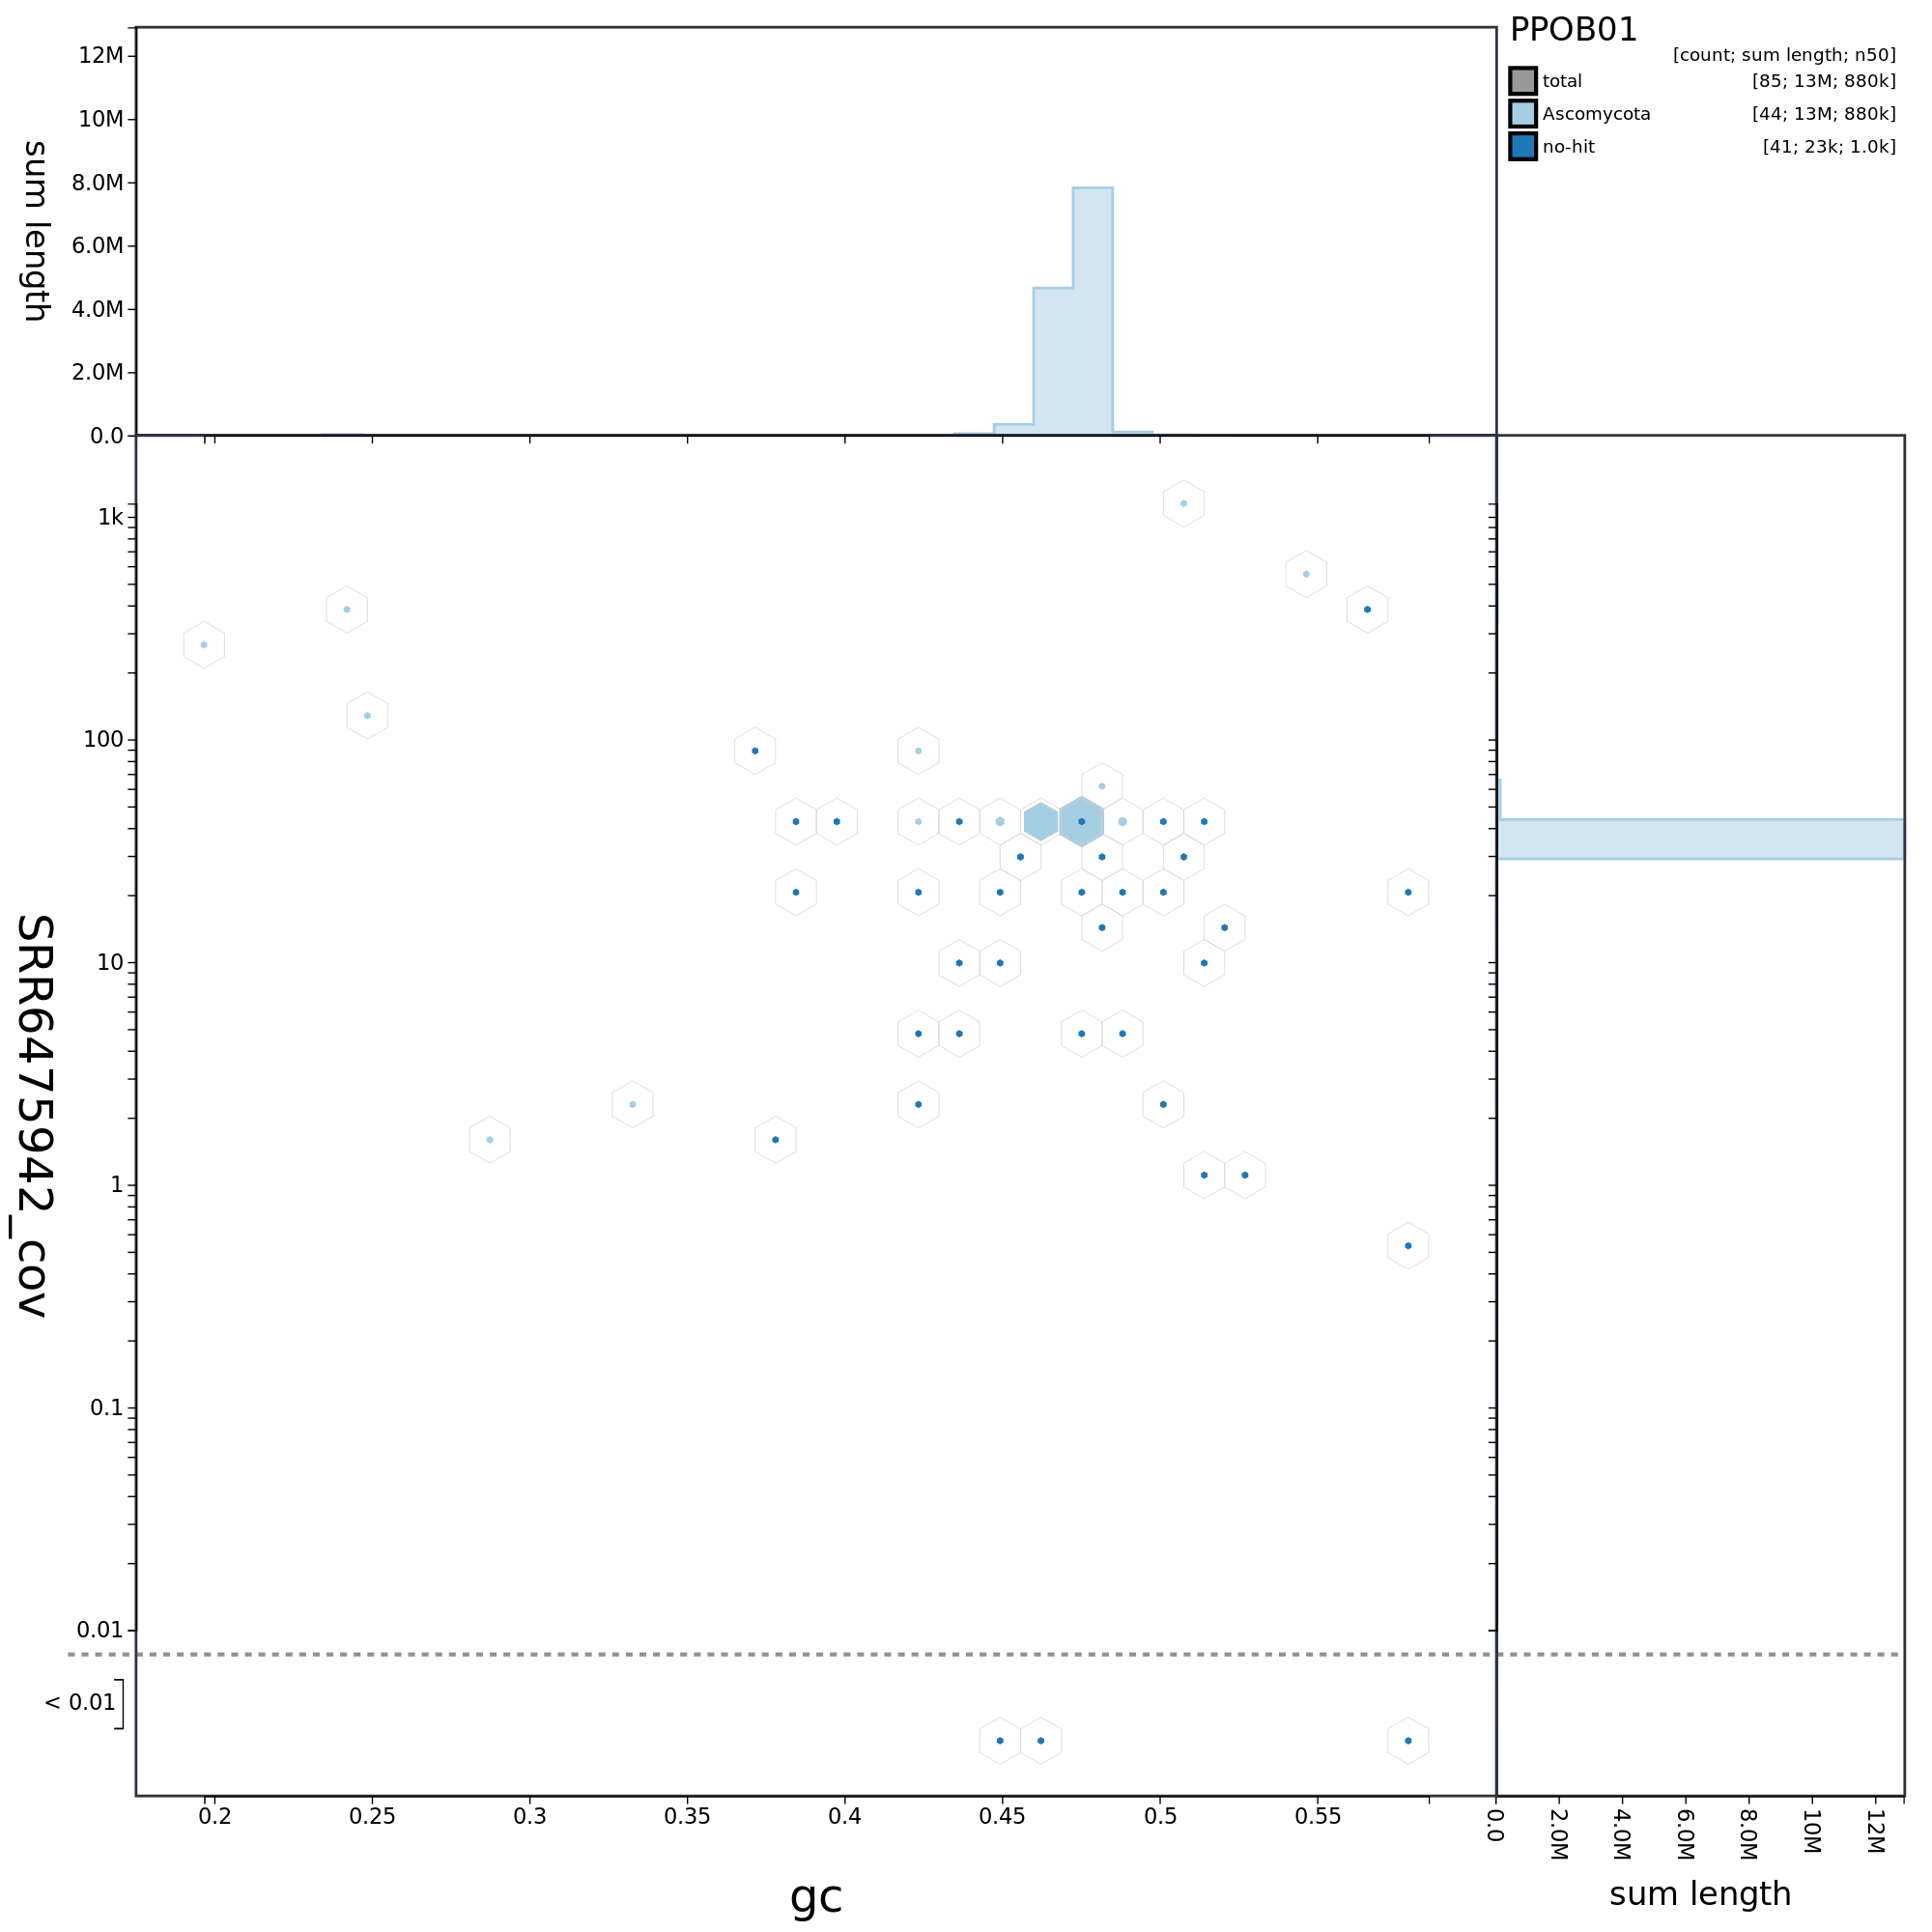 PPOB01
[count; sum length; n50]
total [85; 13M; 880k]
Ascomycota [44; 13M; 880k]
no-hit [41; 23k; 1.0k]
12M
10M
8.0M
6.0M
4.0M
2.0M
0.0
sum length
1k
100
10
1
0.1
0.01
< 0.01
SRR6475942_cov
0.2 0.25 0.3 0.35 0.4 0.45 0.5 0.55
gc
0.0 2.0M 4.0M 6.0M 8.0M 10M 12M
sum length